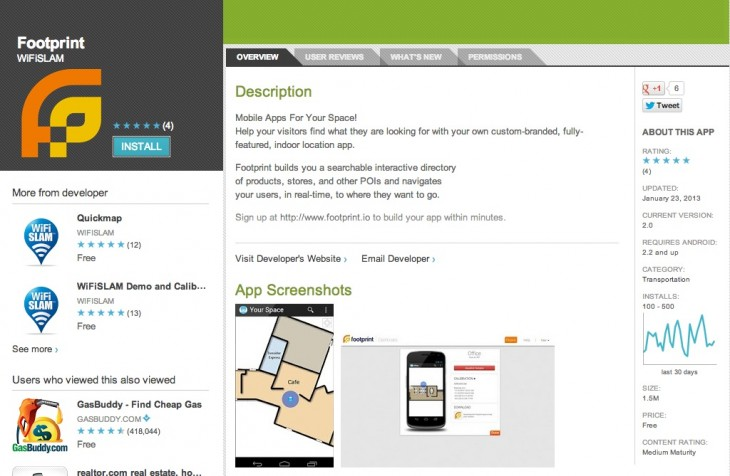 Footprint
WiFiSLAM
(4)
INSTALL
More from developer
WiFi
SLAM
Quickmap
WIFISLAM
(12)
Free
WiFi
SLAM
WiFiSLAM Demo and Calib...
WIFISLAM
(13)
Free
See more ›
Users who viewed this also viewed
GasBuddy.com
GasBuddy - Find Cheap Gas
GASBUDDY.COM
(418,044)
Free
realtor.com real estate, ho...
OVERVIEW
USER REVIEWS
WHAT'S NEW
PERMISSIONS
Description
Mobile Apps For Your Space!
Help your visitors find what they are looking for with your own custom-branded, fully-
featured, indoor location app.
Footprint builds you a searchable interactive directory
of products, stores, and other POIs and navigates
your users, in real-time, to where they want to go.
Sign up at http://www.footprint.io to build your app within minutes.
Visit Developer's Website ›
Email Developer ›
App Screenshots
Your Space
Cafe
footprint
Office
g +1
6
Tweet
ABOUT THIS APP
RATING:
(4)
UPDATED:
January 23, 2013
CURRENT VERSION:
2.0
REQUIRES ANDROID:
2.2 and up
CATEGORY:
Transportation
INSTALLS:
100 - 500
last 30 days
SIZE:
1.5M
PRICE:
Free
CONTENT RATING:
Medium Maturity